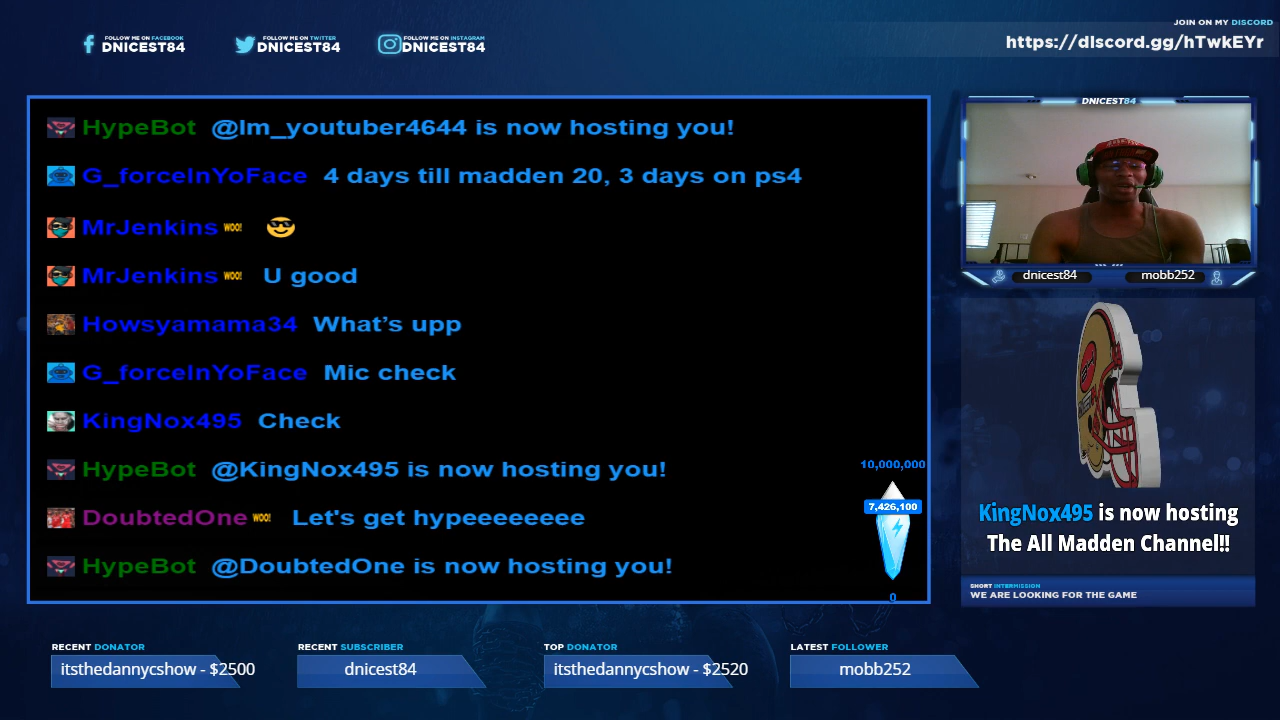 FOLLOW ME ON FACEBOOK
DNICEST84
FOLLOW ME ON TWITTER
DNICEST84
FOLLOW ME ON INSTAGRAM
DNICEST84
JOIN ON MY DISCORD
https://discord.gg/hTwkEYr
HypeBot @Im_youtuber4644 is now hosting you!
G_forceInYoFace 4 days till madden 20, 3 days on ps4
MrJenkins WOO! 😎
MrJenkins WOO! U good
Howsyamama34 What’s upp
G_forceInYoFace Mic check
KingNox495 Check
HypeBot @KingNox495 is now hosting you!
DoubtedOne WOO! Let's get hypeeeeeeee
HypeBot @DoubtedOne is now hosting you!
10,000,000
7,426,100
0
DNICEST84
dnicest84
mobb252
KingNox495 is now hosting
The All Madden Channel!!
SHORT INTERMISSION
WE ARE LOOKING FOR THE GAME
RECENT DONATOR
itsthedannycshow - $2500
RECENT SUBSCRIBER
dnicest84
TOP DONATOR
itsthedannycshow - $2520
LATEST FOLLOWER
mobb252